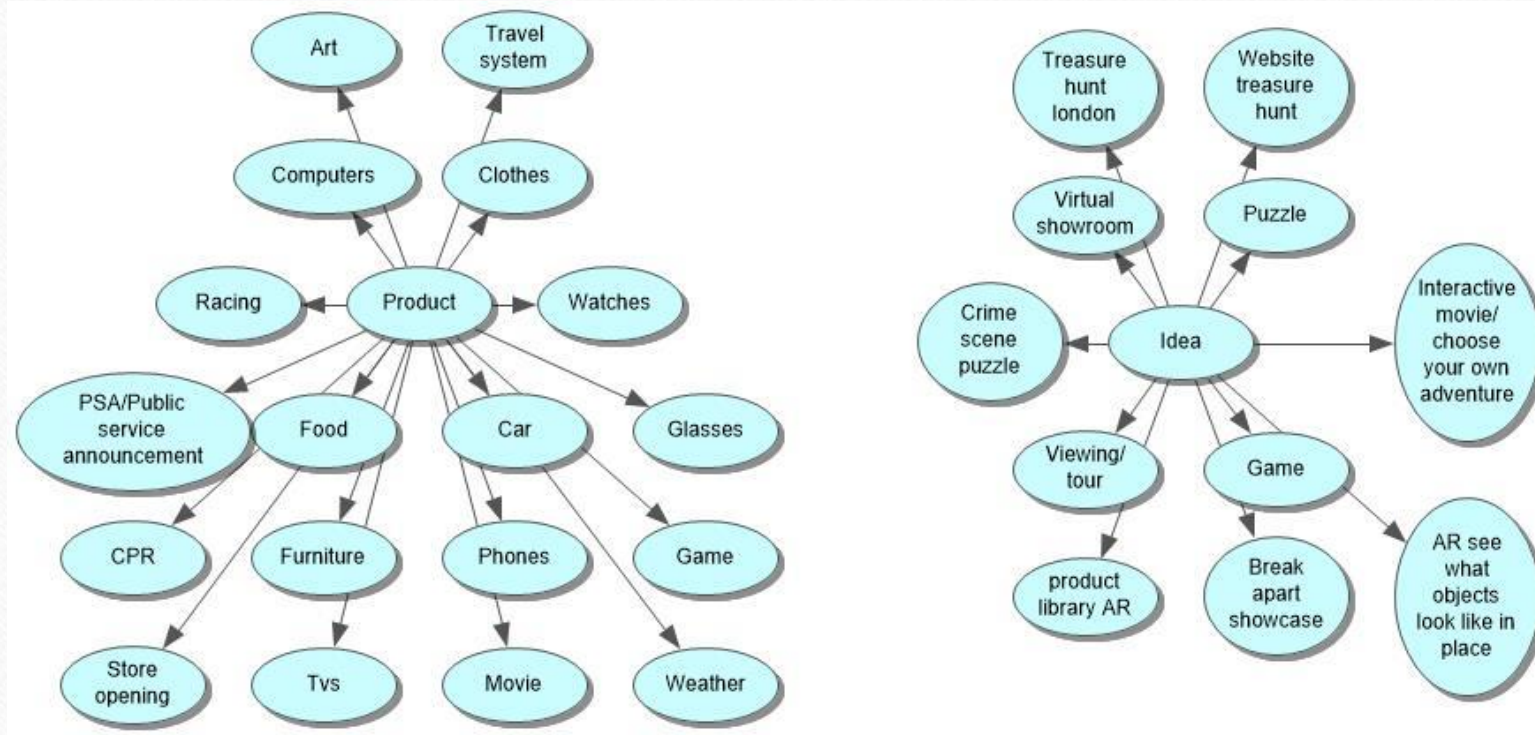 Art
Travel
system
Computers
Clothes
Racing
Product
Watches
PSA/Public
service
announcement
Food
Car
Glasses
CPR
Furniture
Phones
Game
Store
opening
Tvs
Movie
Weather
Treasure
hunt
london
Website
treasure
hunt
Virtual
showroom
Puzzle
Crime
scene
puzzle
Idea
Interactive
movie/
choose
your own
adventure
Viewing/
tour
Game
product
library AR
Break
apart
showcase
AR see
what
objects
look like in
place